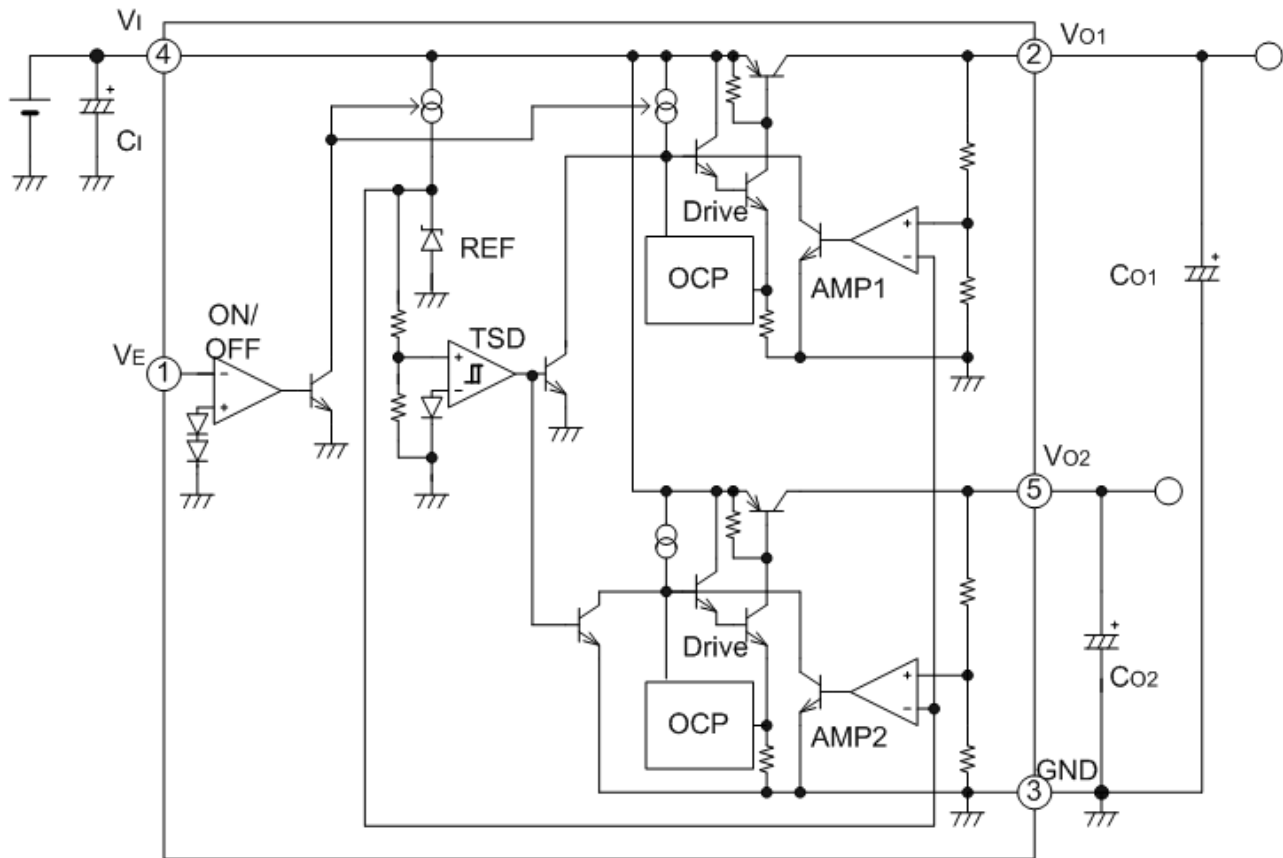 VI
VO1
4
2
+
CI
Drive
REF
OCP
+
-
AMP1
+
CO1
ON/
OFF
TSD
VE
1
-
+
+
-
VO2
5
Drive
+
CO2
OCP
+
-
AMP2
GND
3